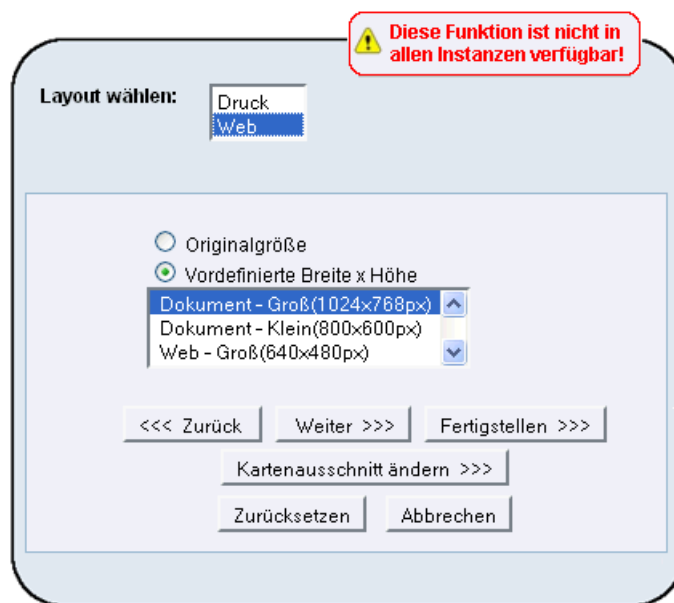 Diese Funktion ist nicht in
allen Instanzen verfügbar!
Layout wählen:
Druck
Web
Originalgröße
Vordefinierte Breite x Höhe
Dokument - Groß(1024x768px)
Dokument - Klein(800x600px)
Web - Groß(640x480px)
<<< Zurück
Weiter >>>
Fertigstellen >>>
Kartenausschnitt ändern >>>
Zurücksetzen
Abbrechen